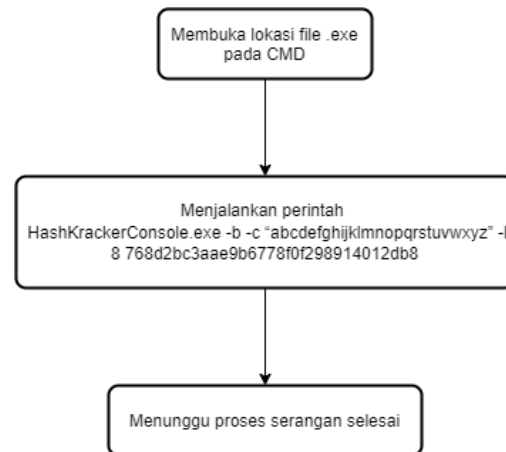 Membuka lokasi file .exe
pada CMD
Menjalankan perintah
HashKrackerConsole.exe -b -c “abcdefghijklmnopqrstuvwxyz” -l
8 768d2bc3aae9b6778f0f298914012db8
Menunggu proses serangan selesai